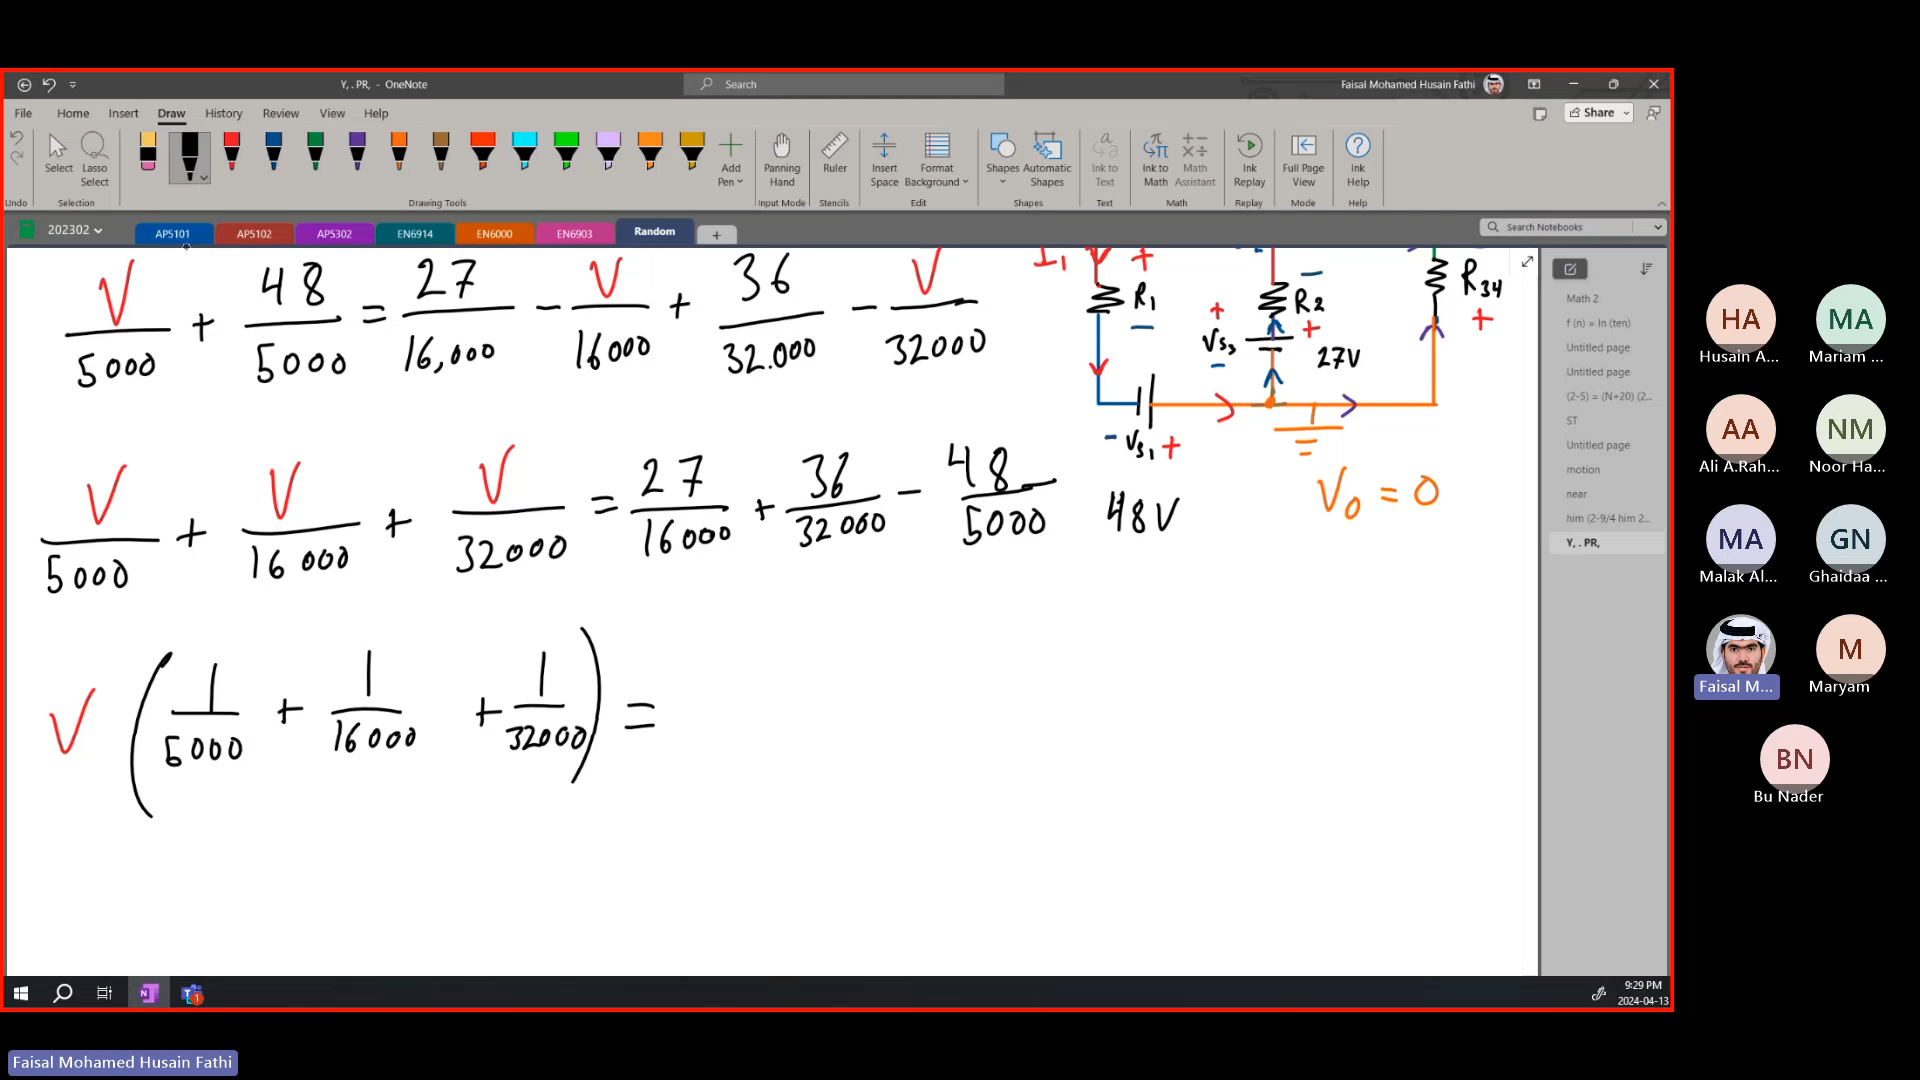 Y, . PR, - OneNote
Search
Faisal Mohamed Husain Fathi
File Home Insert Draw History Review View Help
Share
Select
Lasso Select
Add Pen
Panning Hand
Ruler
Insert Space
Format Background
Shapes
Automatic Shapes
Ink to Text
Ink to Math
Math Assistant
Ink Replay
Full Page View
Ink Help
Undo Selection Drawing Tools Input Mode Stencils Edit Shapes Text Math Replay Mode Help
202302 AP5101 AP5102 AP5302 EN6914 EN6000 EN6903 Random +
Search Notebooks
V/5000 + 48/5000 = 27/16,000 - V/16000 + 36/32.000 - V/32000
V/5000 + V/16000 + V/32000 = 27/16000 + 36/32000 - 48/5000
V (1/5000 + 1/16000 + 1/32000) =
I1 +
R1
-
- VS1 +
48V
-
R2
+ +
VS3
-
27V
R34
+
V0 = 0
Math 2
f (n) = In (ten)
Untitled page
Untitled page
(2-5) = (N+20) (2...
ST
Untitled page
motion
near
him (2-9/4 him 2...
Y, . PR,
HA
Husain A...
MA
Mariam ...
AA
Ali A.Rah...
NM
Noor Ha...
MA
Malak Al...
GN
Ghaidaa ...
Faisal M...
M
Maryam
BN
Bu Nader
N
T
1
9:29 PM
2024-04-13
Faisal Mohamed Husain Fathi